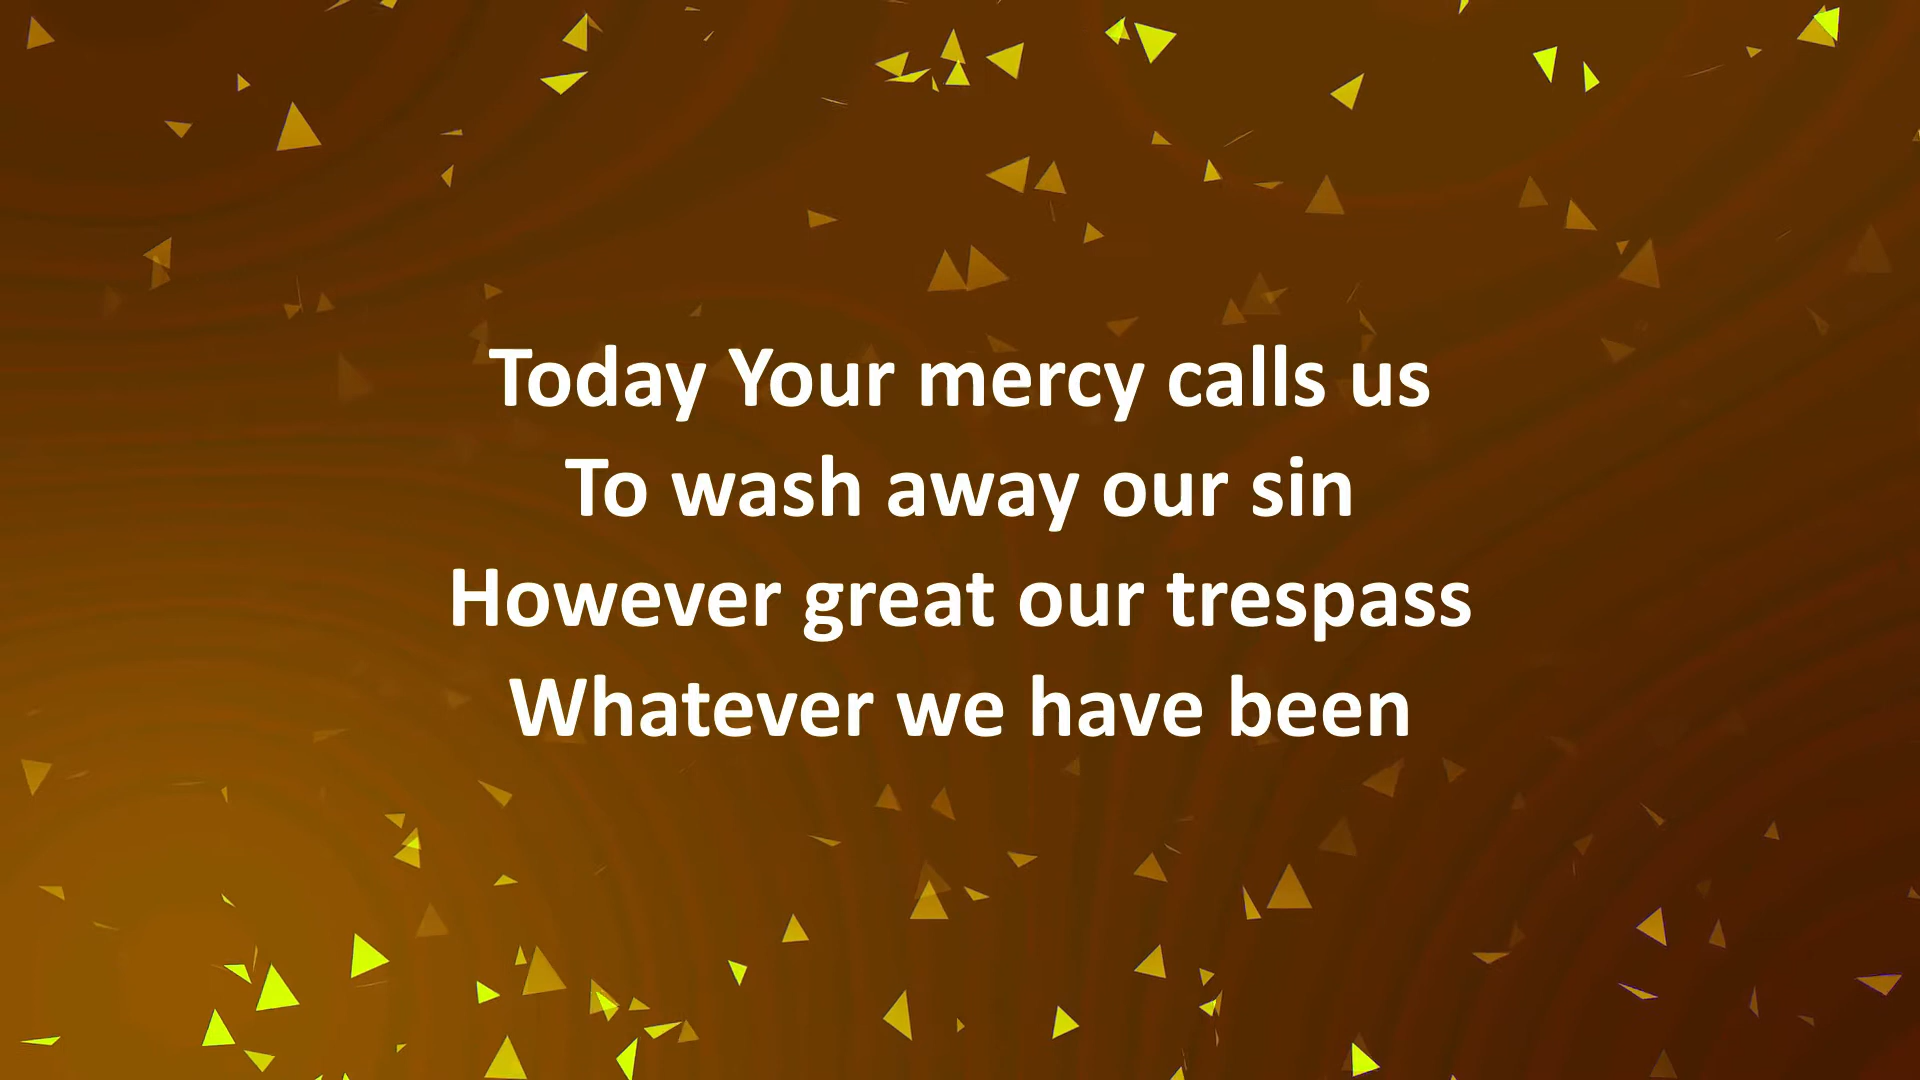 Today Your mercy calls us
To wash away our sin
However great our trespass
Whatever we have been